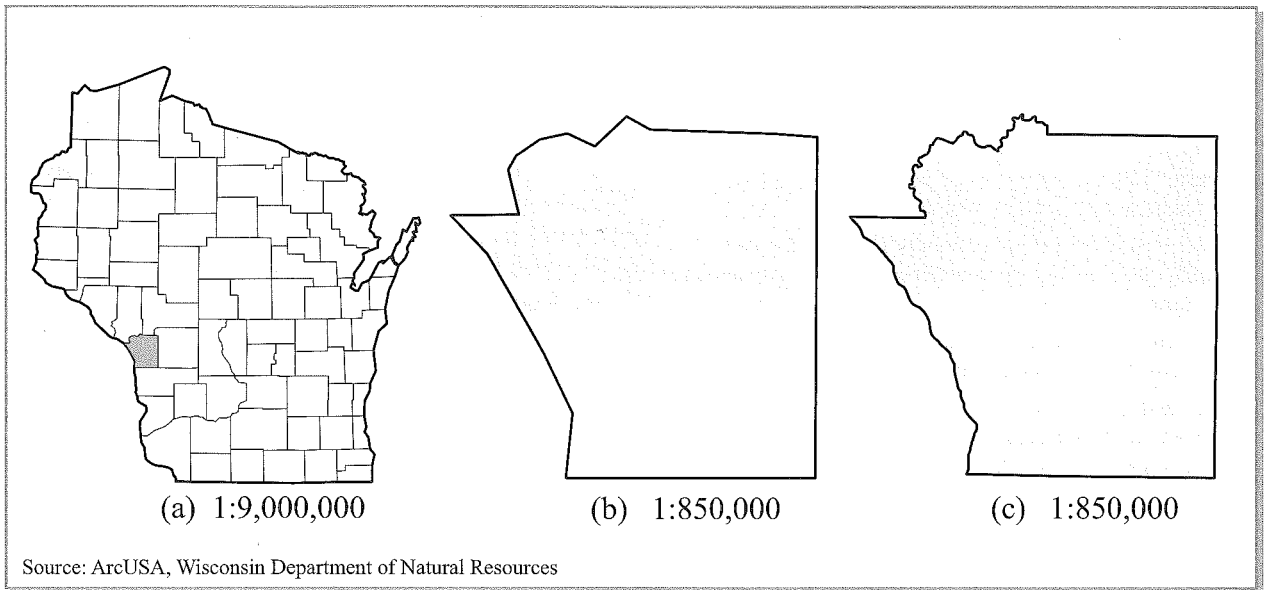 (a) 1:9,000,000
(b) 1:850,000
(c) 1:850,000
Source: ArcUSA, Wisconsin Department of Natural Resources